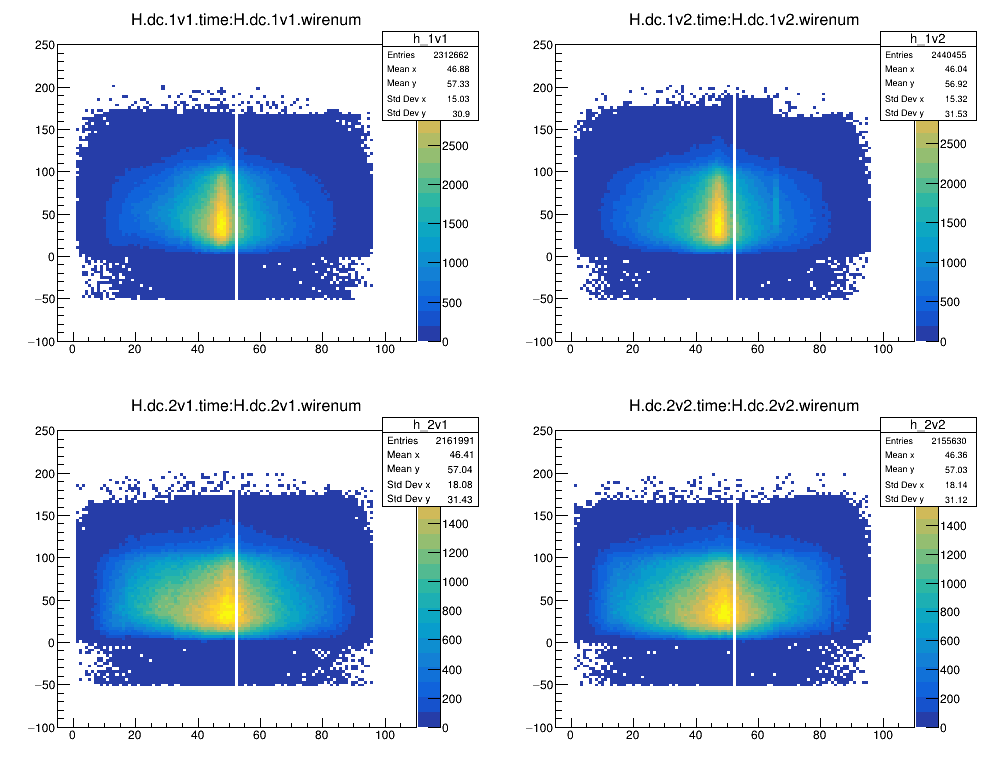 H.dc.1v1.time:H.dc.1v1.wirenum
h_1v1
Entries 2312662
Mean x 46.88
Mean y 57.33
Std Dev x 15.03
Std Dev y 30.9
250
200
150
100
50
0
−50
−100
0 20 40 60 80 100
2500
2000
1500
1000
500
0
H.dc.1v2.time:H.dc.1v2.wirenum
h_1v2
Entries 2440455
Mean x 46.04
Mean y 56.92
Std Dev x 15.32
Std Dev y 31.53
250
200
150
100
50
0
−50
−100
0 20 40 60 80 100
2500
2000
1500
1000
500
0
H.dc.2v1.time:H.dc.2v1.wirenum
h_2v1
Entries 2161991
Mean x 46.41
Mean y 57.04
Std Dev x 18.08
Std Dev y 31.43
250
200
150
100
50
0
−50
−100
0 20 40 60 80 100
1400
1200
1000
800
600
400
200
0
H.dc.2v2.time:H.dc.2v2.wirenum
h_2v2
Entries 2155630
Mean x 46.36
Mean y 57.03
Std Dev x 18.14
Std Dev y 31.12
250
200
150
100
50
0
−50
−100
0 20 40 60 80 100
1400
1200
1000
800
600
400
200
0